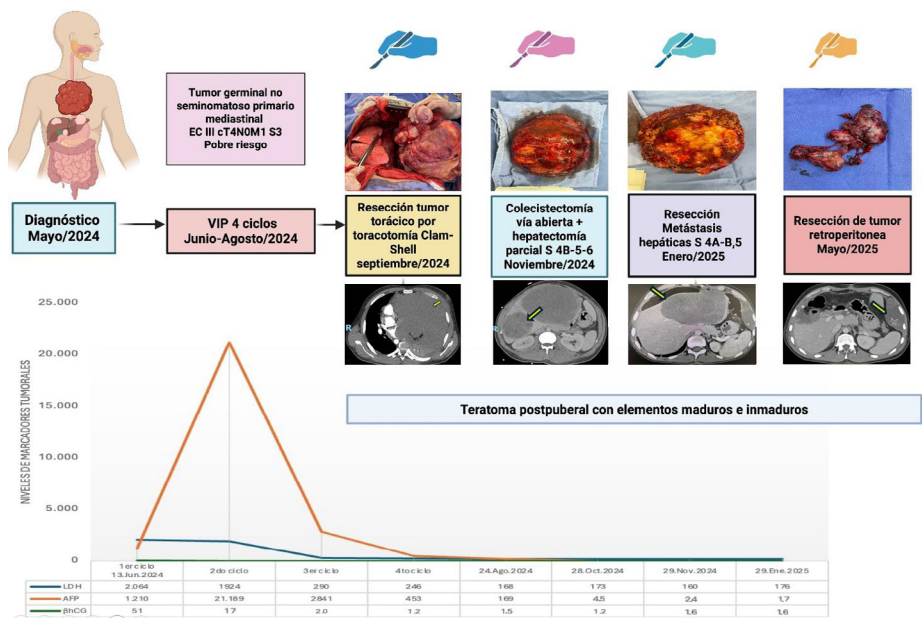 Tumor germinal no
seminomatoso primario
mediastinal
EC III cT4N0M1 S3
Pobre riesgo
Diagnóstico
Mayo/2024
VIP 4 ciclos
Junio-Agosto/2024
Resección tumor
torácico por
toracotomía Clam-
Shell
septiembre/2024
Colecistectomía
vía abierta +
hepatectomía
parcial S 4B-5-6
Noviembre/2024
Resección
Metástasis
hepáticas S 4A-B,5
Enero/2025
Resección de tumor
retroperitonea
Mayo/2025
R
R
Teratoma postpuberal con elementos maduros e inmaduros
NIVELES DE MARCADORES TUMORALES
25.000
20.000
15.000
10.000
5.000
0
1er ciclo 13.Jun.2024 2do ciclo 3er ciclo 4to ciclo 24.Ago.2024 28.Oct.2024 29.Nov.2024 29.Ene.2025
LDH 2.064 1924 290 246 168 173 160 176
AFP 1.210 21.189 2841 453 169 4,5 2,4 1,7
βhCG 51 17 2.0 1.2 1.5 1.2 1,6 1,6